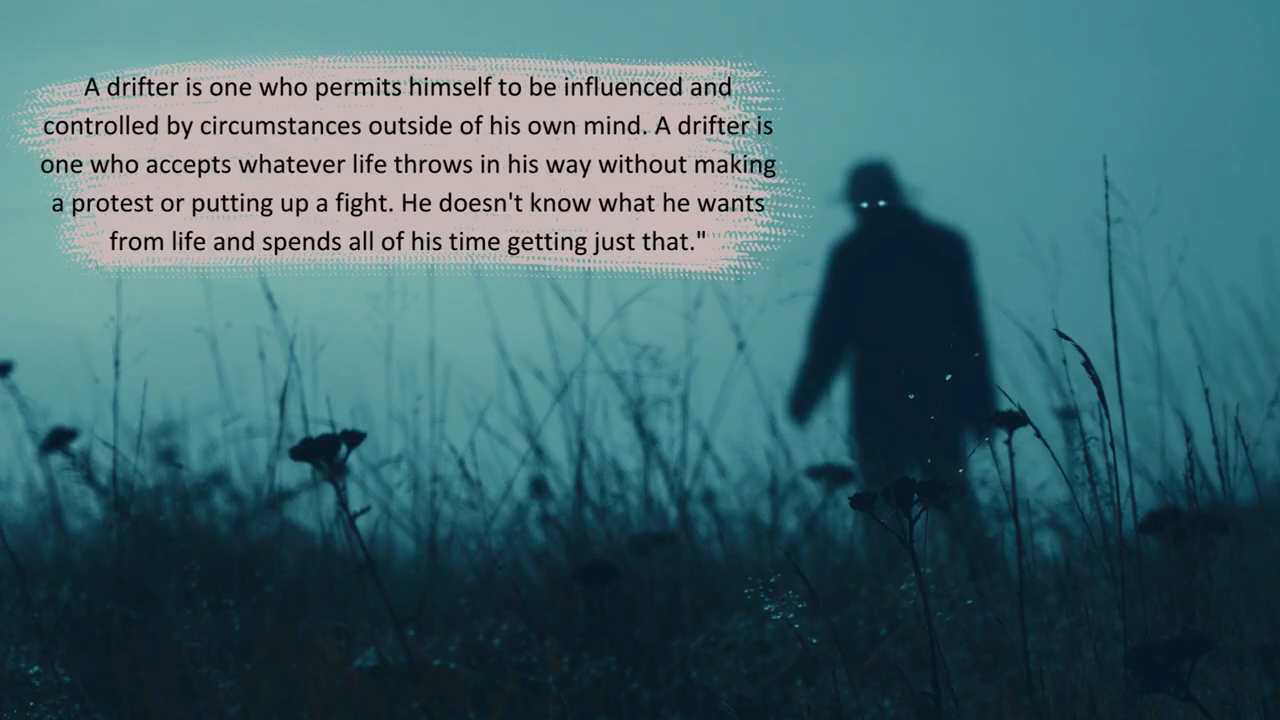 A drifter is one who permits himself to be influenced and
controlled by circumstances outside of his own mind. A drifter is
one who accepts whatever life throws in his way without making
a protest or putting up a fight. He doesn't know what he wants
from life and spends all of his time getting just that."